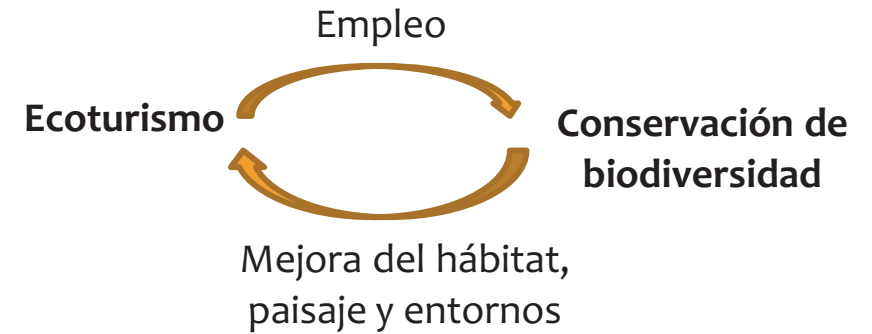 Empleo
Ecoturismo
Conservación de
biodiversidad
Mejora del hábitat,
paisaje y entornos